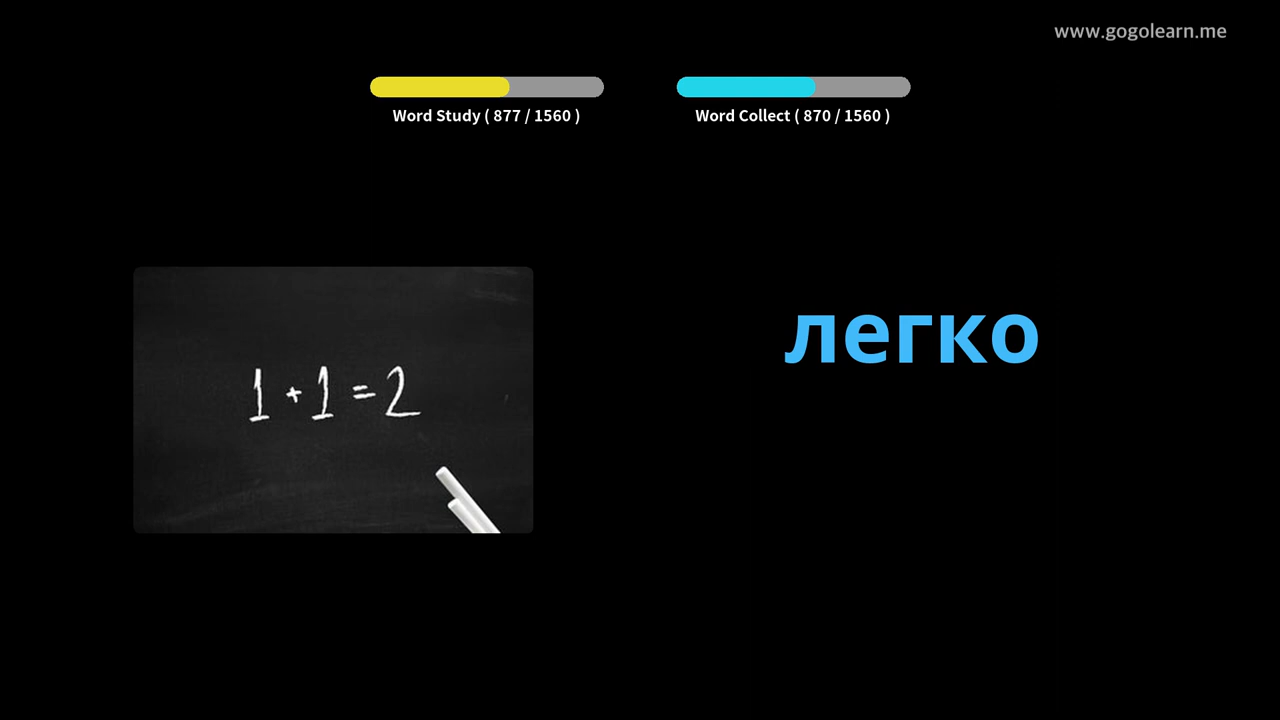 www.gogolearn.me
Word Study ( 877 / 1560 )
Word Collect ( 870 / 1560 )
1 + 1 = 2
легко